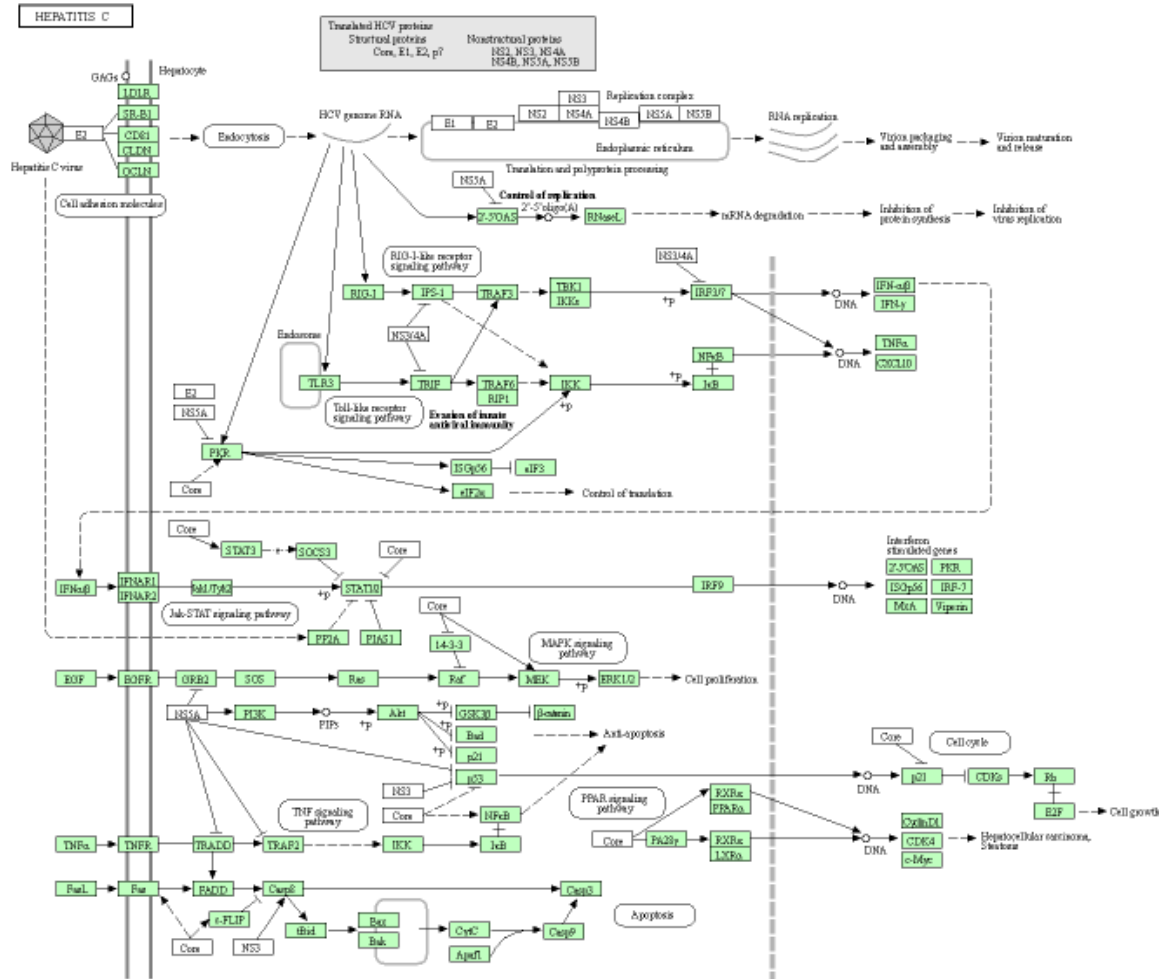 HEPATITIS C
Translated HCV proteins
Structural proteins
Nonstructural proteins
Core, E1, E2, p7
NS2, NS3, NS4A
NS4B, NS5A, NS5B
GAGs
Hepatocyte
LDLR
SR-B1
CD81
CLDN
OCLN
E2
Hepatitis C virus
Cell adhesion molecules
Endocytosis
HCV genome RNA
E1
E2
NS2
NS3
NS4A
NS4B
NS5A
NS5B
Replication complex
Endoplasmic reticulum
Translation and polyprotein processing
RNA replication
Virion packaging
and assembly
Virion maturation
and release
NS5A
Control of replication
2'-5'oligo(A)
2'-5'OAS
RNaseL
mRNA degradation
Inhibition of
protein synthesis
Inhibition of
virus replication
RIG-I-like receptor
signaling pathway
NS3/4A
RIG-I
IPS-1
TRAF3
TBK1
IKKε
+p
IRF3/7
DNA
IFN-αβ
IFN-γ
NS3/4A
Endosome
TLR3
TRIF
TRAF6
RIP1
IKK
+p
+p
NFκB
IκB
DNA
TNFα
CXCL10
Toll-like receptor
signaling pathway
Evasion of innate
antiviral immunity
E2
NS5A
PKR
Core
ISGp56
eIF3
eIF2α
Control of translation
Core
STAT3
+
SOCS3
Core
IFNαβ
IFNAR1
IFNAR2
Jak1/Tyk2
+p
STAT1/2
IRF9
DNA
Interferon
stimulated genes
2'-5'OAS
PKR
ISGp56
IRF-7
MxA
Viperin
Jak-STAT signaling pathway
PP2A
PIAS1
Core
14-3-3
MAPK signaling
pathway
EGF
EGFR
GRB2
SOS
Ras
Raf
MEK
+p
ERK1/2
Cell proliferation
NS5A
PI3K
PIPs
+p
Akt
+p
+p
+p
GSK3β
β-catenin
Bad
p21
Anti-apoptosis
p53
NS3
Core
NFκB
TNF signaling
pathway
DNA
Core
Cell cycle
p21
CDKs
Rb
E2F
Cell growth
PPAR signaling
pathway
Core
RXRα
PPARα
PA28γ
RXRα
LXRα
DNA
CyclinD1
CDK4
c-Myc
Hepatocellular carcinoma,
Steatosis
TNFα
TNFR
TRADD
TRAF2
IKK
IκB
FasL
Fas
FADD
Casp8
Casp3
Core
c-FLIP
NS3
tBid
Bax
Bak
CytC
Apaf1
Casp9
Apoptosis